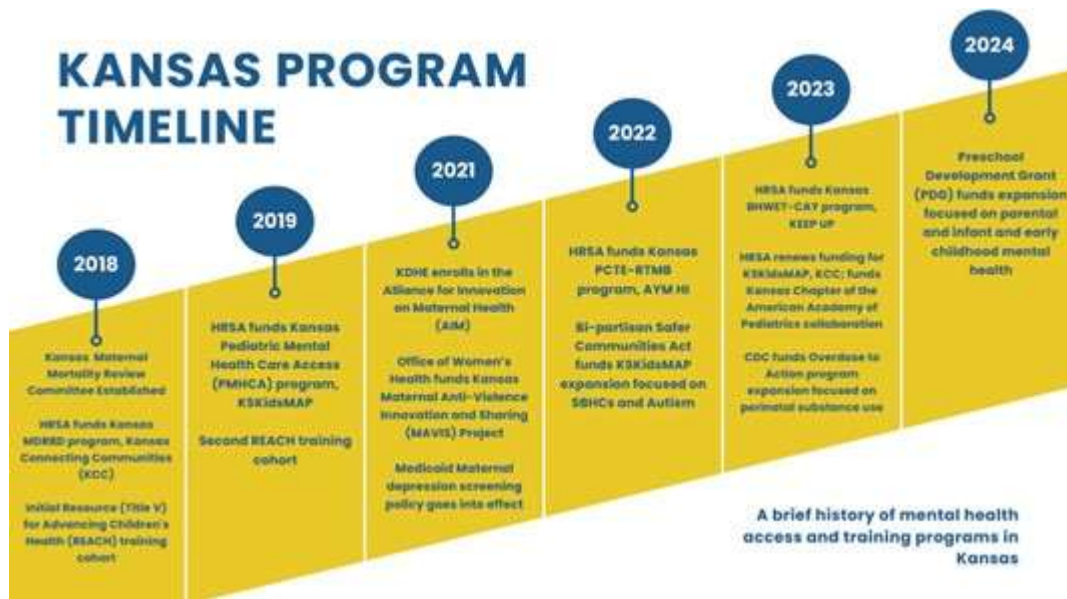 KANSAS PROGRAM
TIMELINE
2018
Kansas Maternal
Mortality Review
Committee Established
HRSA funds Kansas
MDRBD program, Kansas
Connecting Communities
(KCC)
Initial Resource (Title V)
for Advancing Children's
Health (REACH) training
cohort
2019
HRSA funds Kansas
Pediatric Mental
Health Care Access
(PMHCA) program,
KSKidsMAP
Second REACH training
cohort
2021
KDHE enrolls in the
Alliance for Innovation
on Maternal Health
(AIM)
Office of Women's
Health funds Kansas
Maternal Anti-Violence
Innovation and Sharing
(MAVIS) Project
Medicaid Maternal
depression screening
policy goes into effect
2022
HRSA funds Kansas
PCTE-RTMB
program, AYM HI
Bi-partisan Safer
Communities Act
funds KSKidsMAP
expansion focused on
SBHCs and Autism
2023
HRSA funds Kansas
BHWET-CAY program,
KEEP UP
HRSA renews funding for
KSKidsMAP, KCC; funds
Kansas Chapter of the
American Academy of
Pediatrics collaboration
CDC funds Overdose to
Action program
expansion focused on
perinatal substance use
2024
Preschool
Development Grant
(PDG) funds expansion
focused on parental
and infant and early
childhood mental
health
A brief history of mental health
access and training programs in
Kansas